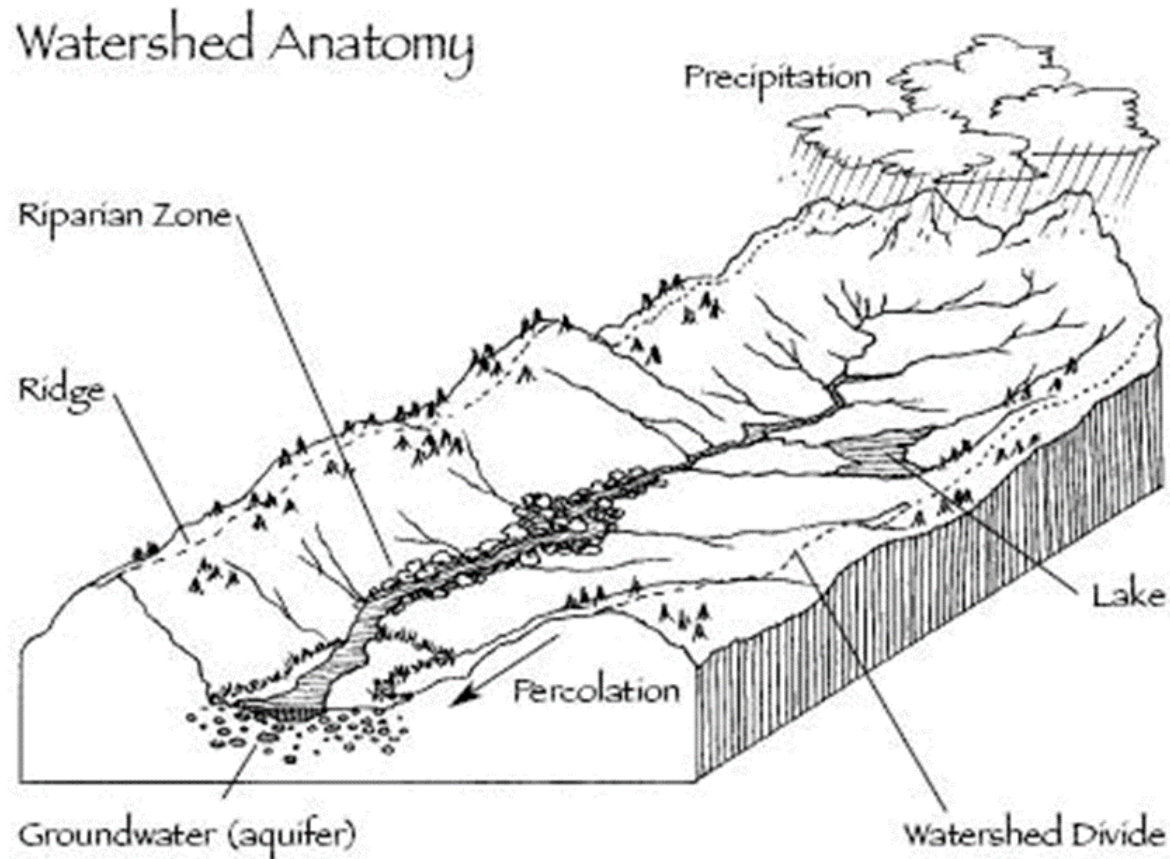 Watershed Anatomy
Precipitation
Riparian Zone
Ridge
Lake
Percolation
Groundwater (aquifer)
Watershed Divide